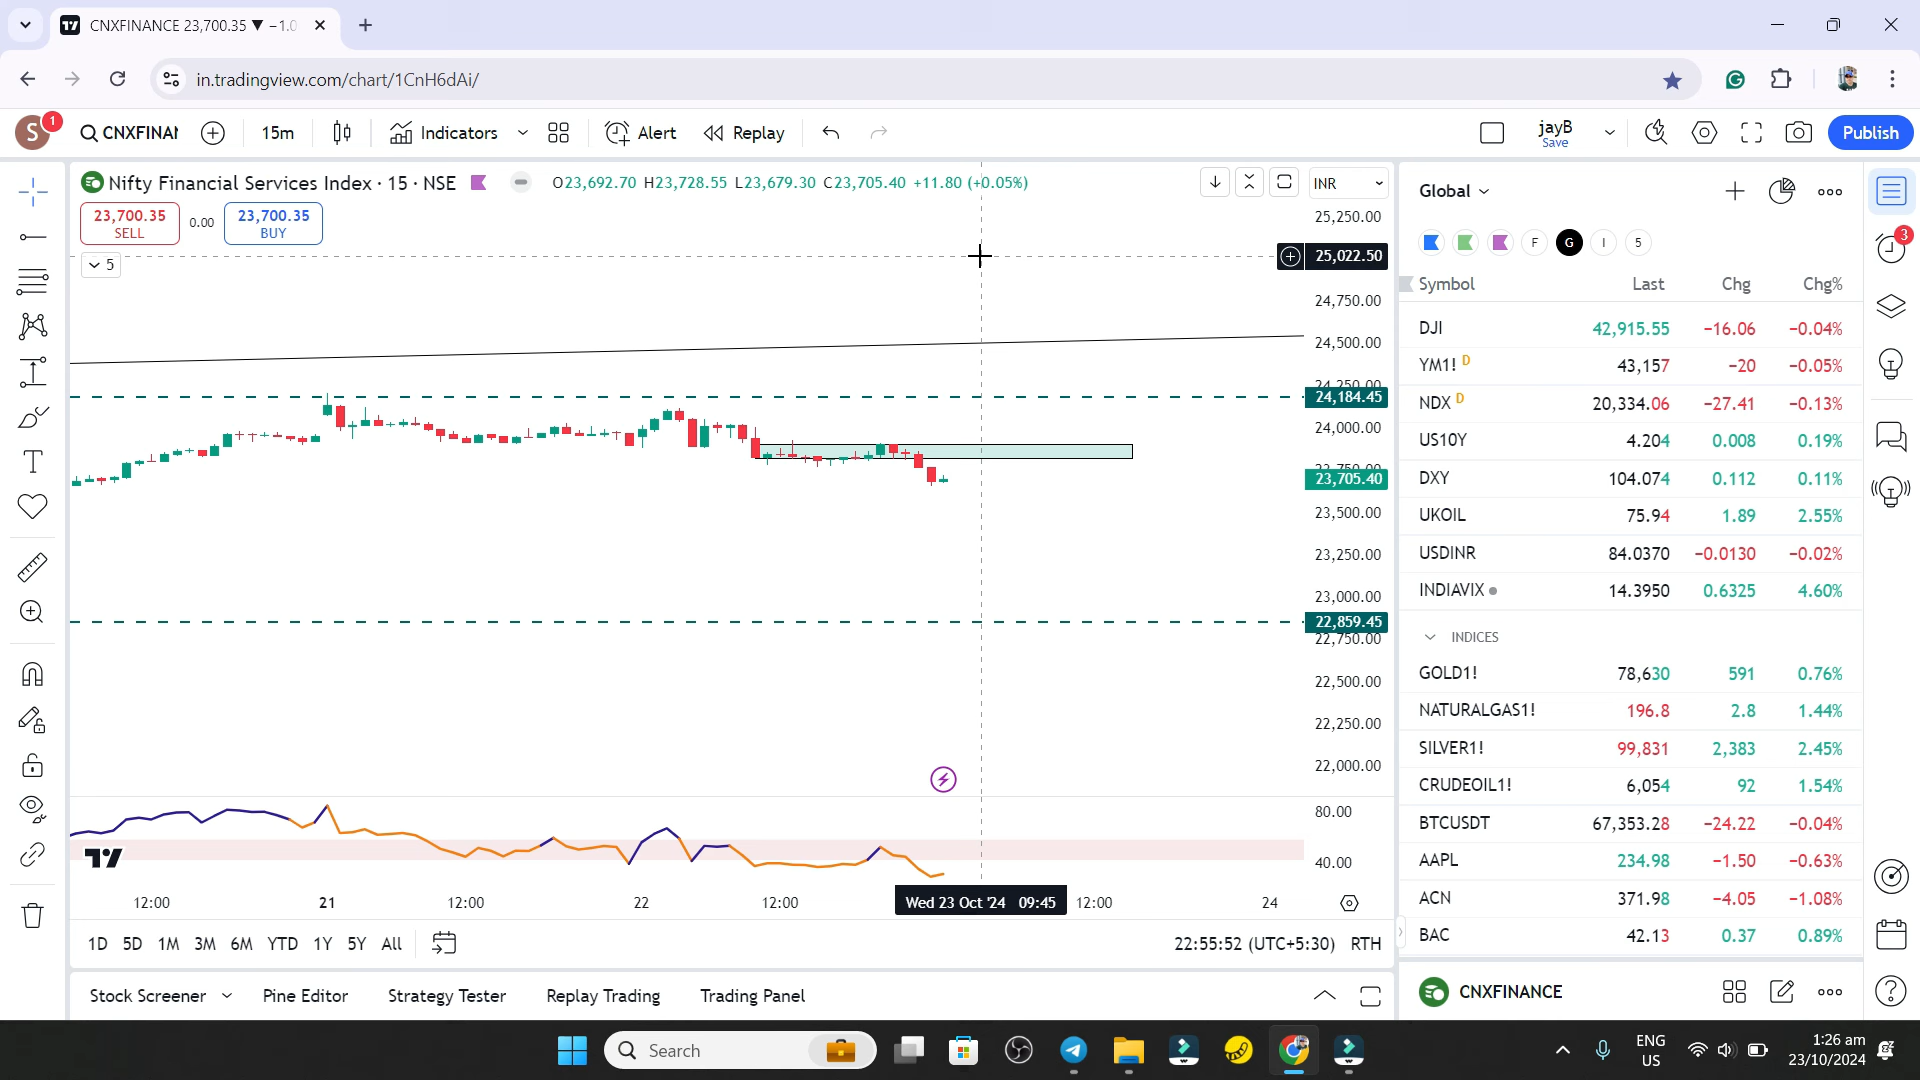 CNXFINANCE 23,700.35 ▼ −1.0
in.tradingview.com/chart/1CnH6dAi/
S 1 CNXFINAN 15m Indicators Alert Replay jayB Save Publish
Nifty Financial Services Index · 15 · NSE O23,692.70 H23,728.55 L23,679.30 C23,705.40 +11.80 (+0.05%) INR
23,700.35 SELL 0.00 23,700.35 BUY
5
25,250.00
25,022.50
24,750.00
24,500.00
24,250.00
24,184.45
24,000.00
23,750.00
23,705.40
23,500.00
23,250.00
23,000.00
22,859.45
22,750.00
22,500.00
22,250.00
22,000.00
80.00
40.00
12:00 21 12:00 22 12:00 Wed 23 Oct '24 09:45 12:00 24
1D 5D 1M 3M 6M YTD 1Y 5Y All 22:55:52 (UTC+5:30) RTH
Stock Screener Pine Editor Strategy Tester Replay Trading Trading Panel
Global
F G I 5
3
Symbol Last Chg Chg%
DJI 42,915.55 −16.06 −0.04%
YM1! D 43,157 −20 −0.05%
NDX D 20,334.06 −27.41 −0.13%
US10Y 4.204 0.008 0.19%
DXY 104.074 0.112 0.11%
UKOIL 75.94 1.89 2.55%
USDINR 84.0370 −0.0130 −0.02%
INDIAVIX 14.3950 0.6325 4.60%
INDICES
GOLD1! 78,630 591 0.76%
NATURALGAS1! 196.8 2.8 1.44%
SILVER1! 99,831 2,383 2.45%
CRUDEOIL1! 6,054 92 1.54%
BTCUSDT 67,353.28 −24.22 −0.04%
AAPL 234.98 −1.50 −0.63%
ACN 371.98 −4.05 −1.08%
BAC 42.13 0.37 0.89%
CNXFINANCE
Search
ENG
US
1:26 am
23/10/2024